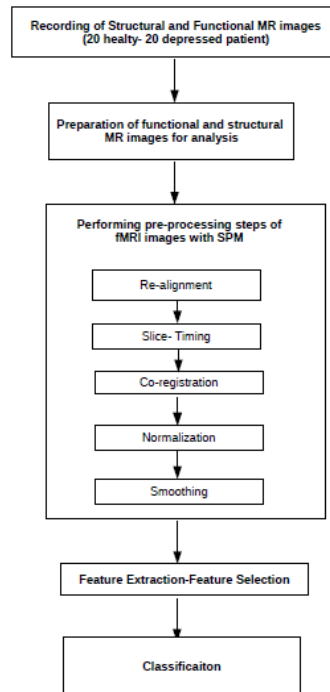 Recording of Structural and Functional MR images
(20 healty- 20 depressed patient)
Preparation of functional and structural
MR images for analysis
Performing pre-processing steps of
fMRI images with SPM
Re-alignment
Slice- Timing
Co-registration
Normalization
Smoothing
Feature Extraction-Feature Selection
Classificaiton